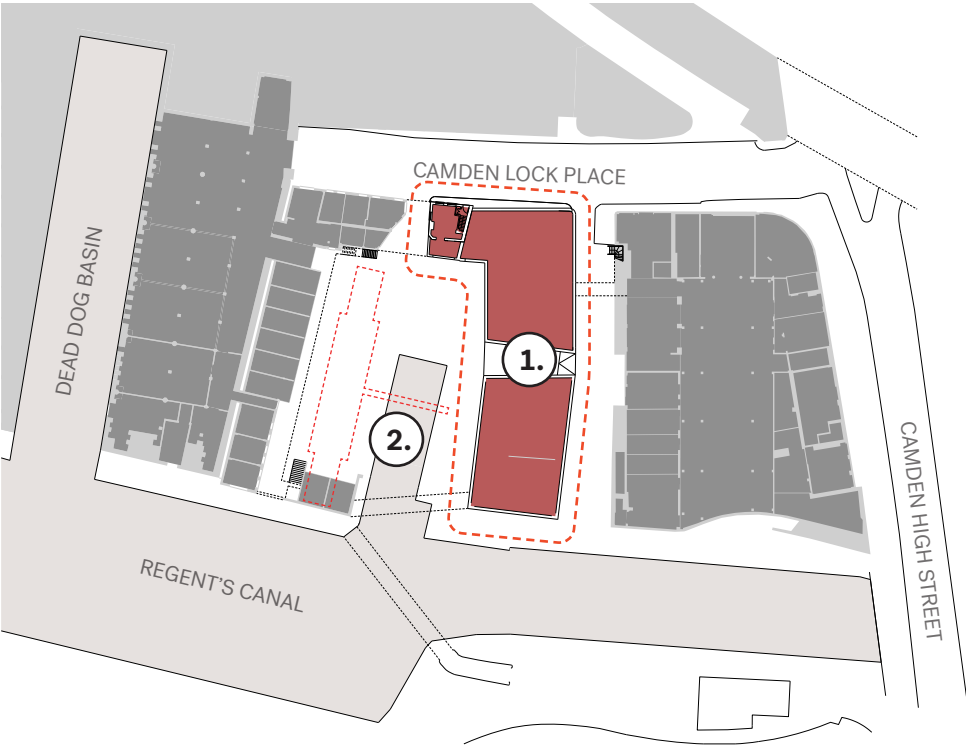 CAMDEN LOCK PLACE
DEAD DOG BASIN
1.
2.
CAMDEN HIGH STREET
REGENT'S CANAL